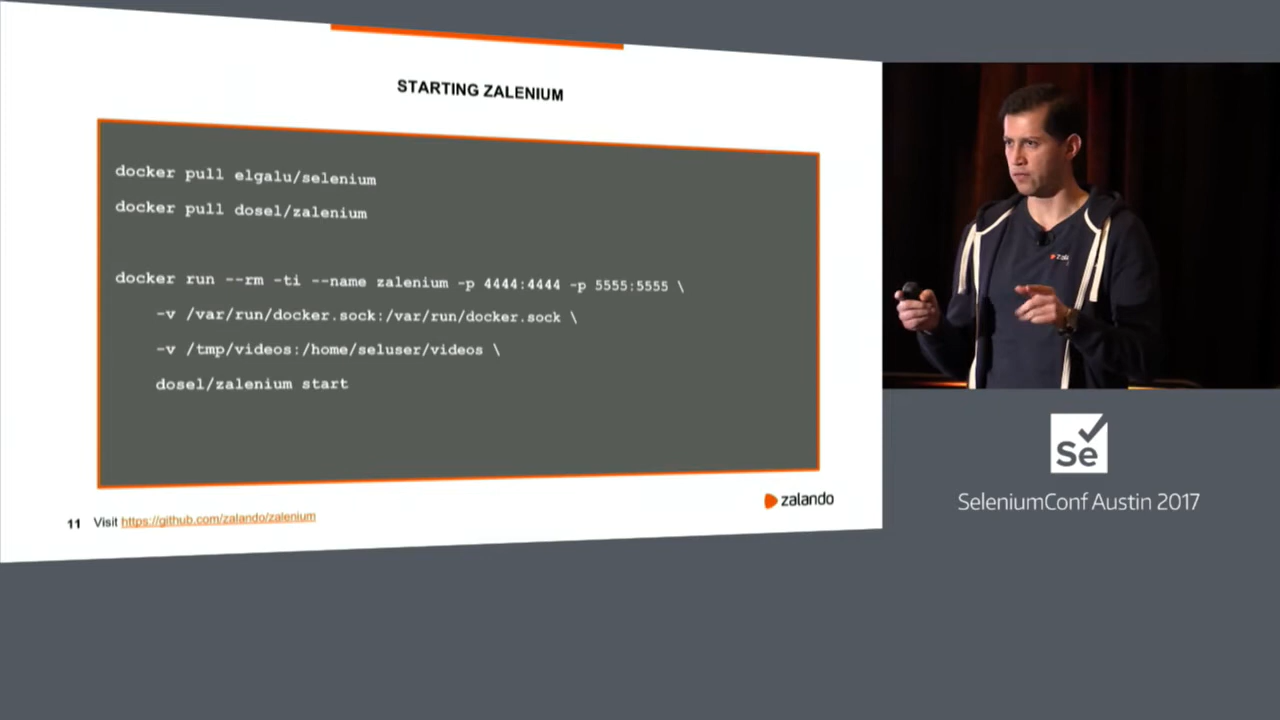 STARTING ZALENIUM
docker pull elgalu/selenium
docker pull dosel/zalenium
docker run --rm -ti --name zalenium -p 4444:4444 -p 5555:5555 \
-v /var/run/docker.sock:/var/run/docker.sock \
-v /tmp/videos:/home/seluser/videos \
dosel/zalenium start
zalando
11 Visit https://github.com/zalando/zalenium
Se
SeleniumConf Austin 2017